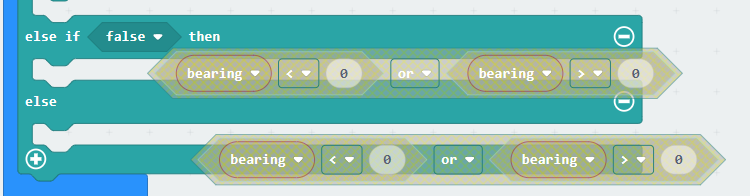 else if false then
bearing < 0 or bearing > 0
else
bearing < 0 or bearing > 0